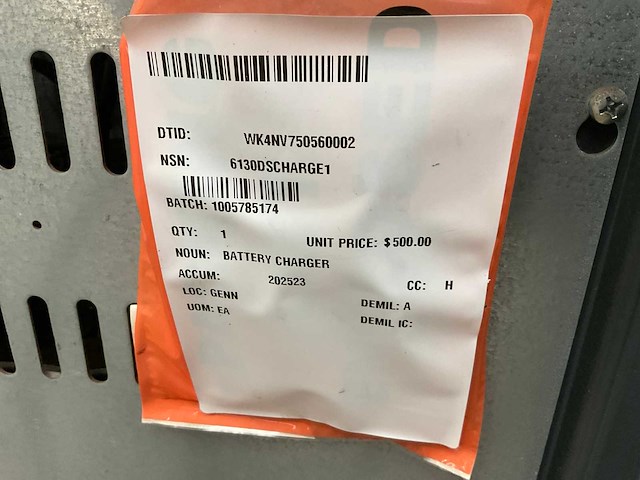 DTID: WK4NV750560002
NSN: 6130DSCHARGE1
BATCH: 1005785174
QTY: 1 UNIT PRICE: $500.00
NOUN: BATTERY CHARGER
ACCUM: 202523 CC: H
LOC: GENN DEMIL: A
UOM: EA DEMIL IC: